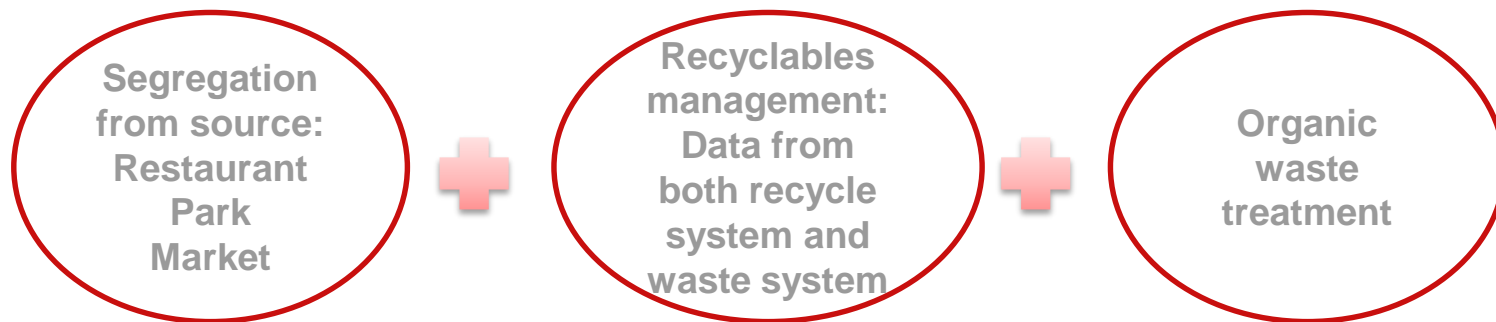 Segregation
from source:
Restaurant
Park
Market
Recyclables
management:
Data from
both recycle
system and
waste system
Organic
waste
treatment